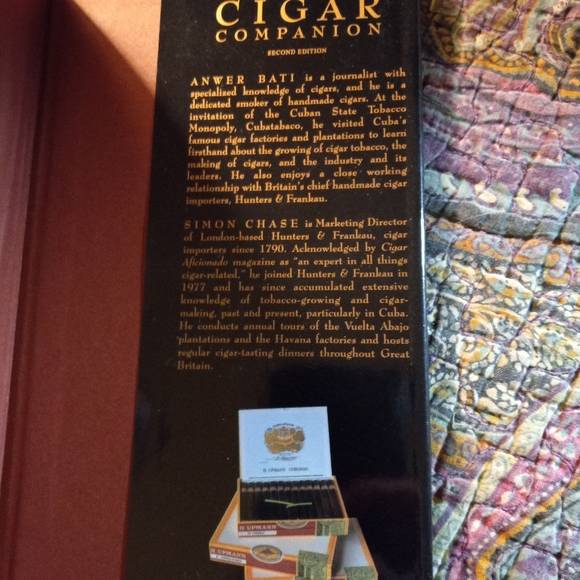 CIGAR
COMPANION
SECOND EDITION
ANWER BATI is a journalist with
specialized knowledge of cigars, and he is a
dedicated smoker of handmade cigars. At the
invitation of the Cuban State Tobacco
Monopoly, Cubatabaco, he visited Cuba's
famous cigar factories and plantations to learn
firsthand about the growing of cigar tobacco, the
making of cigars, and the industry and its
leaders. He also enjoys a close working
relationship with Britain's chief handmade cigar
importers, Hunters & Frankau.
SIMON CHASE is Marketing Director
of London-based Hunters & Frankau, cigar
importers since 1790. Acknowledged by Cigar
Aficionado magazine as "an expert in all things
cigar-related," he joined Hunters & Frankau in
1977 and has since accumulated extensive
knowledge of tobacco-growing and cigar-
making, past and present, particularly in Cuba.
He conducts annual tours of the Vuelta Abajo
plantations and the Havana factories and hosts
regular cigar-tasting dinners throughout Great
Britain.
H. UPMANN
H. UPMANN
H. UPMANN